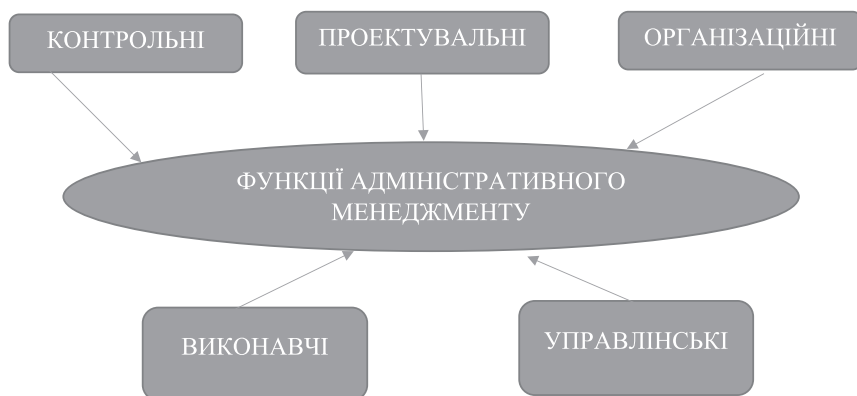 КОНТРОЛЬНІ
ПРОЕКТУВАЛЬНІ
ОРГАНІЗАЦІЙНІ
ФУНКЦІЇ АДМІНІСТРАТИВНОГО
МЕНЕДЖМЕНТУ
ВИКОНАВЧІ
УПРАВЛІНСЬКІ